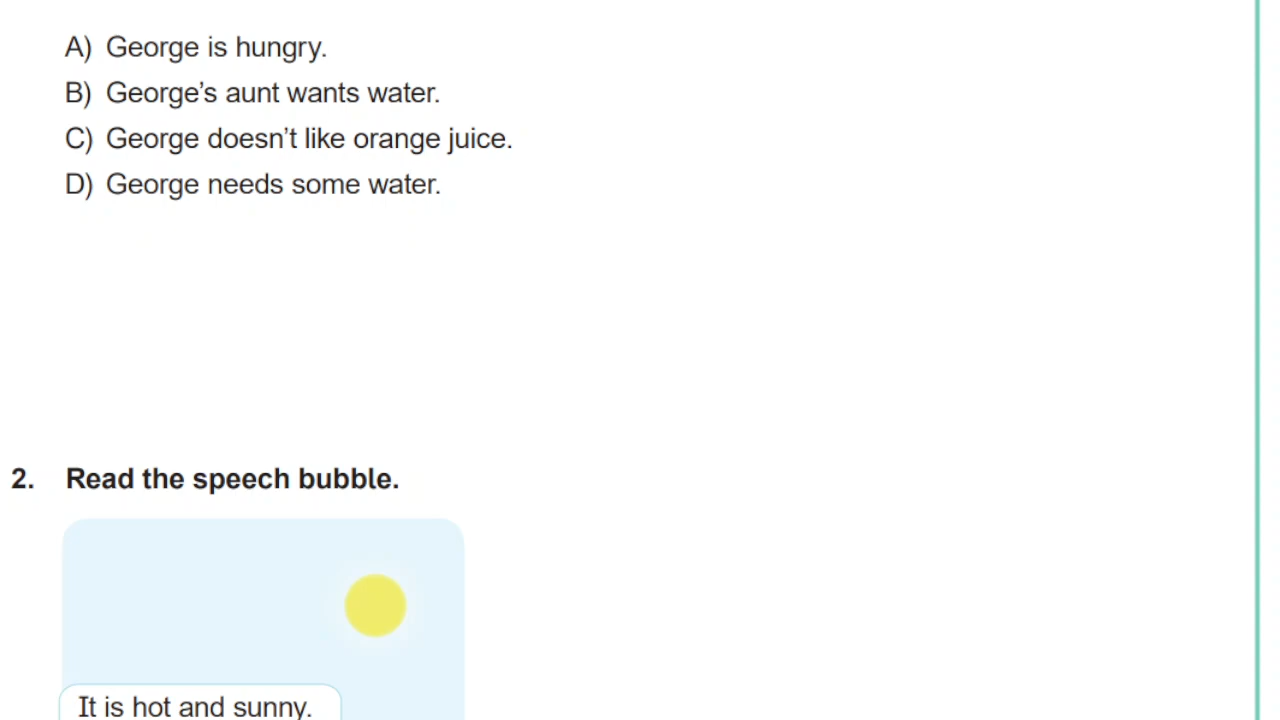 A) George is hungry.
B) George’s aunt wants water.
C) George doesn’t like orange juice.
D) George needs some water.
2. Read the speech bubble.
It is hot and sunny.